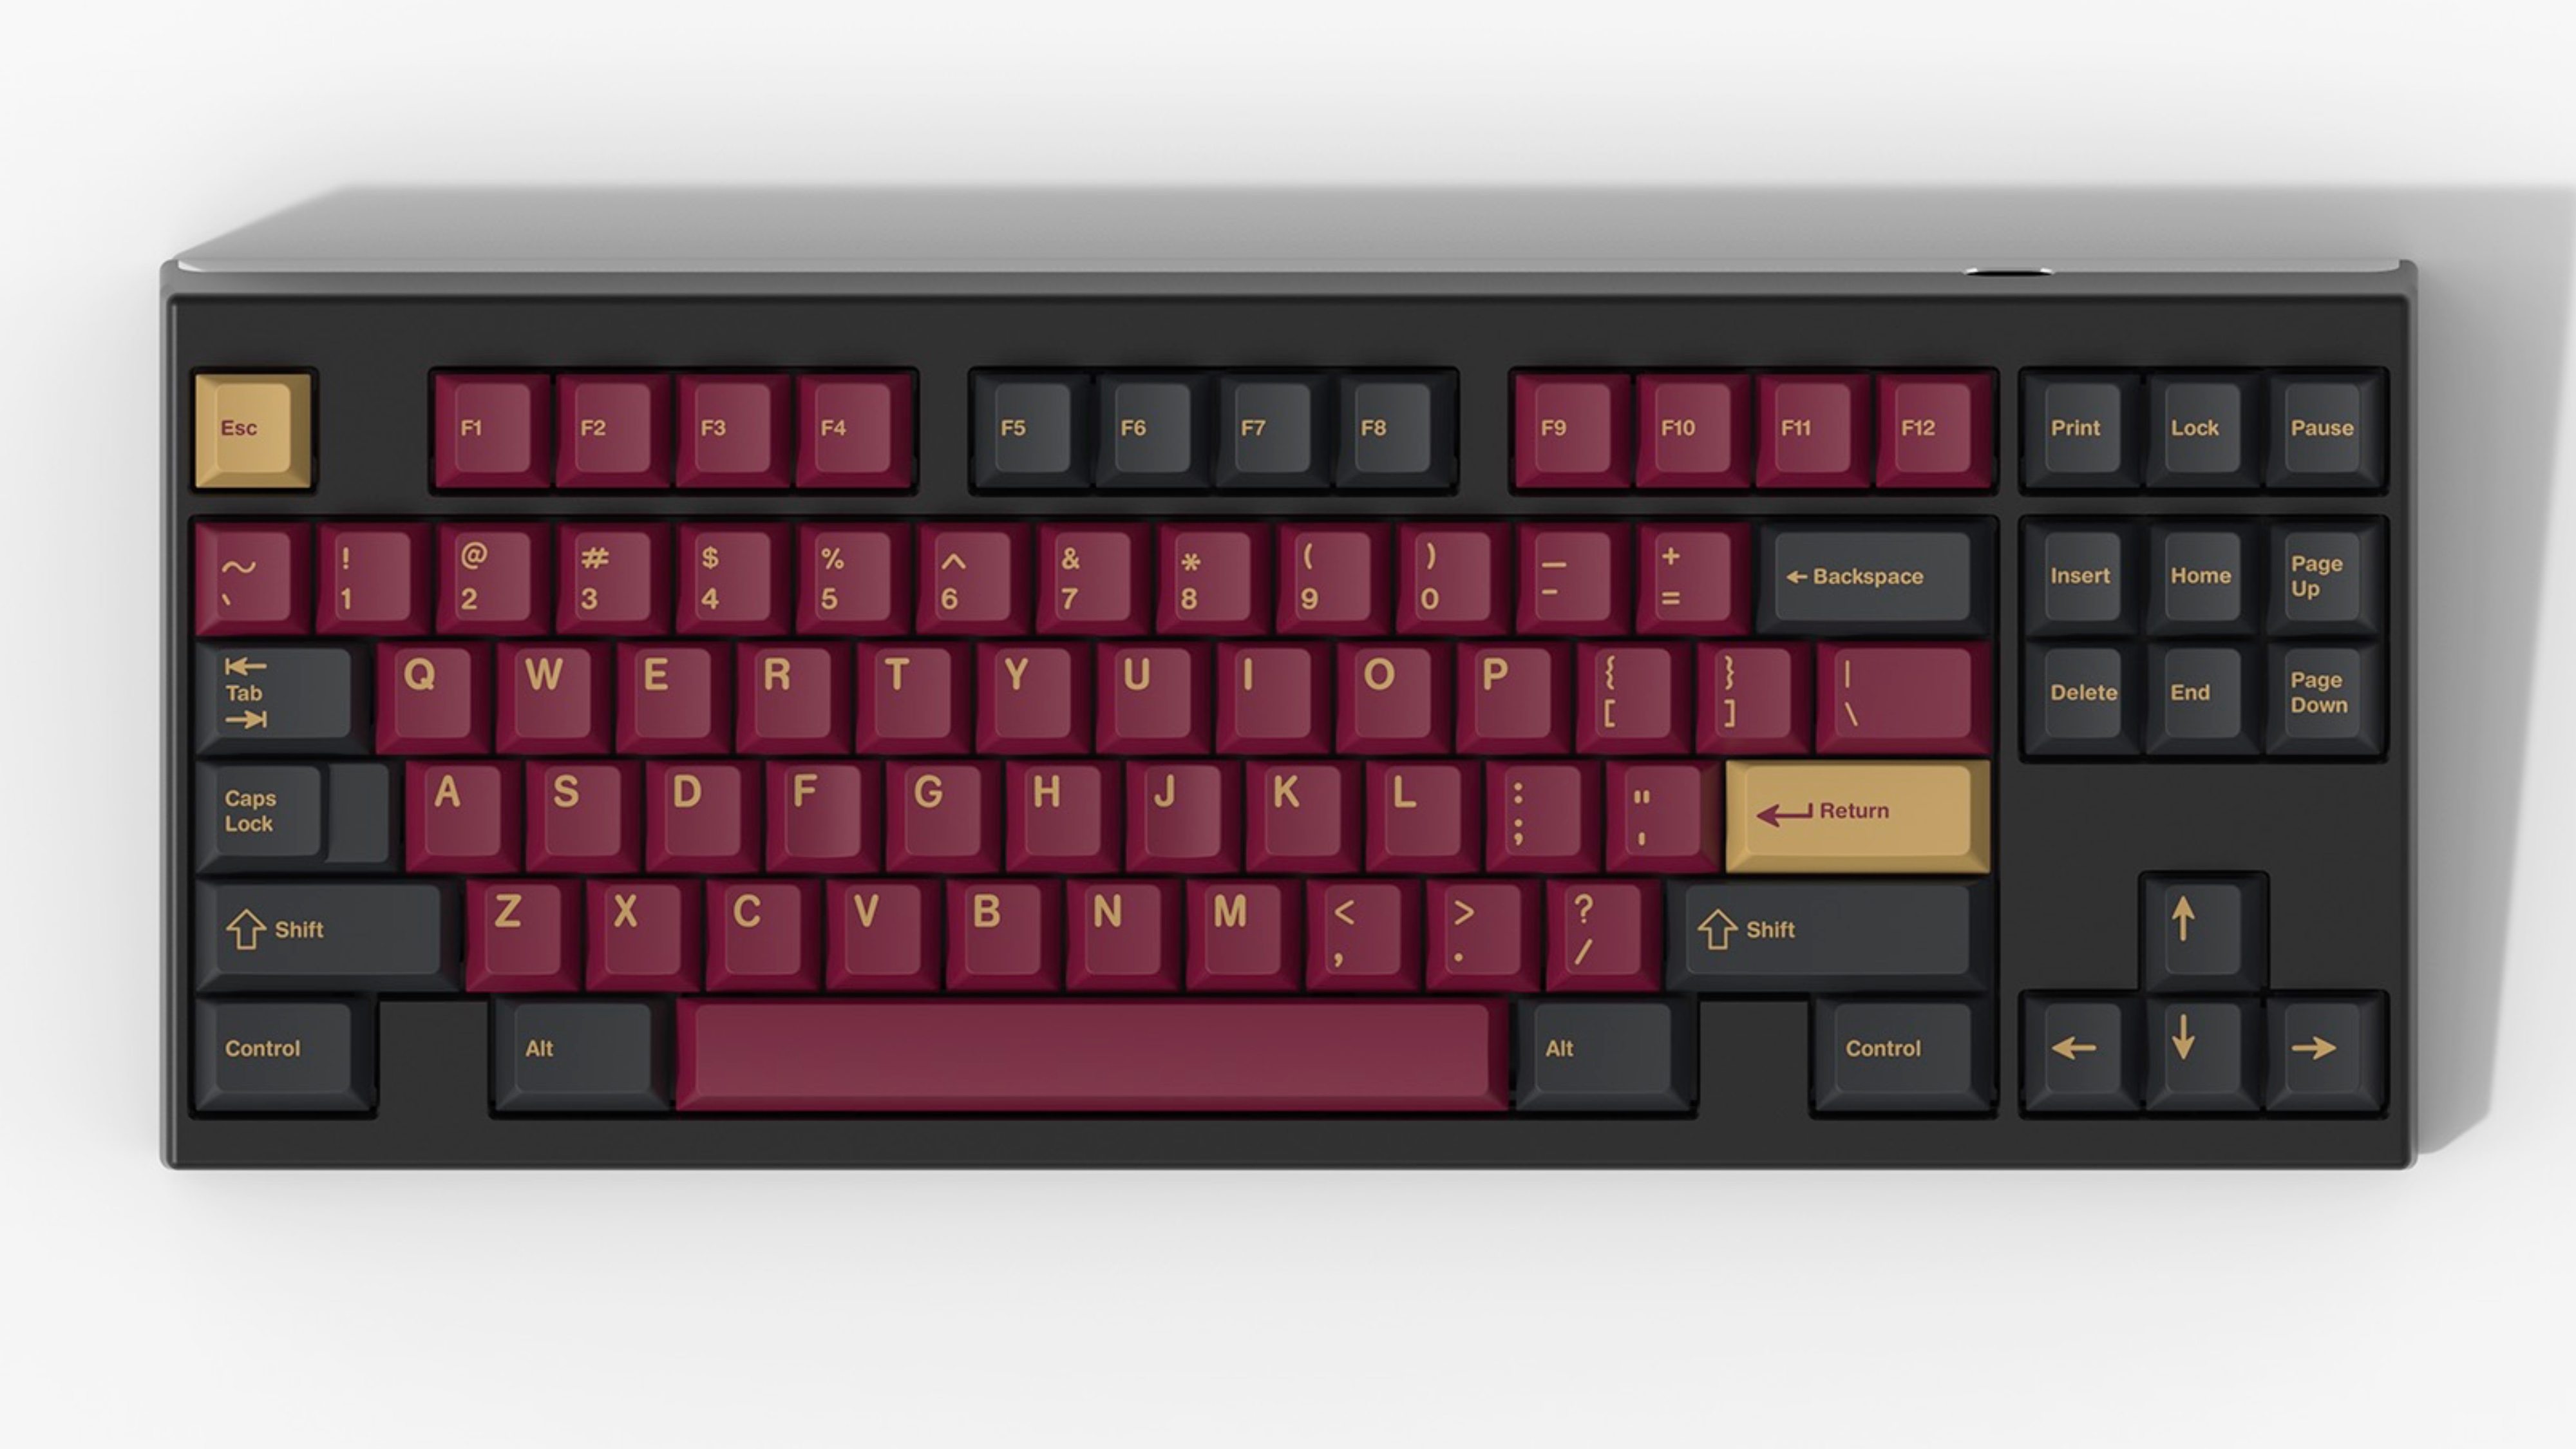 Esc F1 F2 F3 F4 F5 F6 F7 F8 F9 F10 F11 F12 Print Lock Pause
~ ! @ # $ % ^ & * ( ) — +
` 1 2 3 4 5 6 7 8 9 0 - = ← Backspace Insert Home Page Up
⇤ Tab ⇥ Q W E R T Y U I O P { [ } ] | \ Delete End Page Down
Caps Lock A S D F G H J K L : ; " ' ↵ Return
⇧ Shift Z X C V B N M < , > . ? / ⇧ Shift ↑
Control Alt Alt Control ← ↓ →